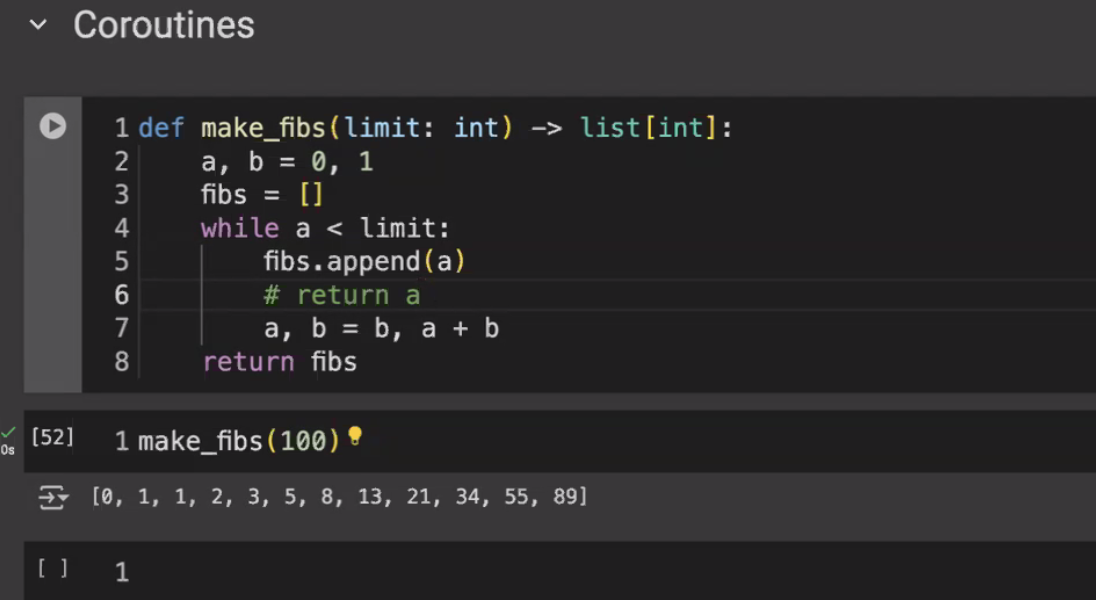 Coroutines
1 def make_fibs(limit: int) -> list[int]:
2     a, b = 0, 1
3     fibs = []
4     while a < limit:
5         fibs.append(a)
6         # return a
7         a, b = b, a + b
8     return fibs
[52] 1 make_fibs(100)
0s
[0, 1, 1, 2, 3, 5, 8, 13, 21, 34, 55, 89]
[ ] 1